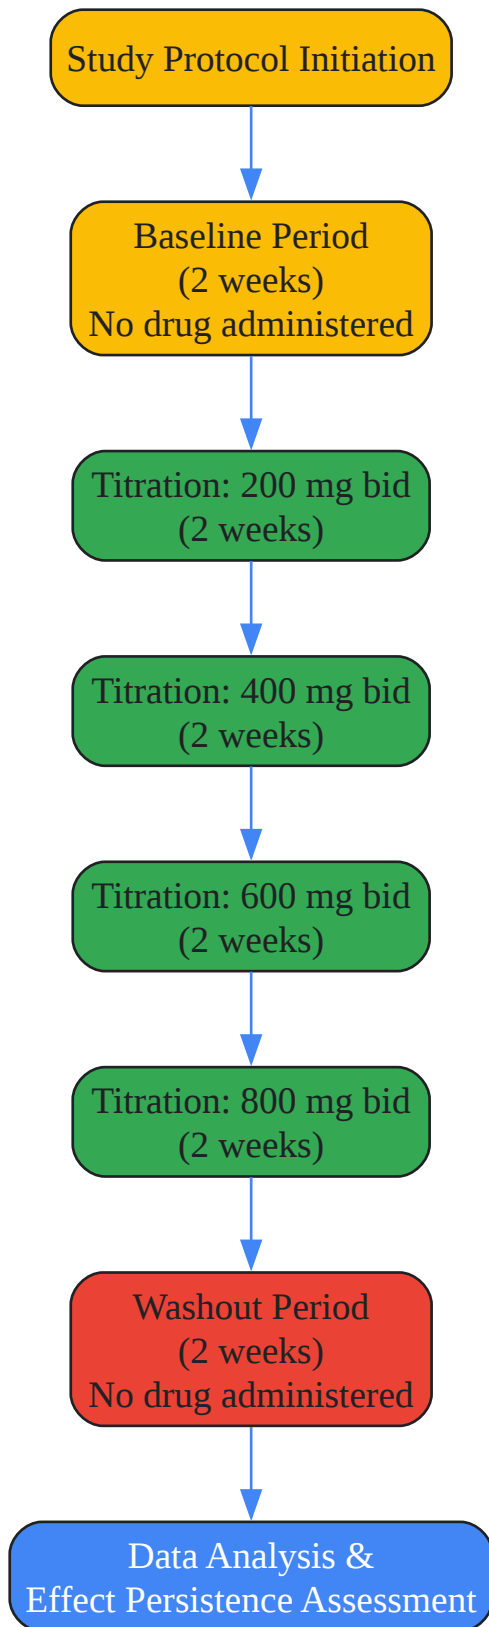 Study Protocol Initiation
Baseline Period
(2 weeks)
No drug administered
Titration: 200 mg bid
(2 weeks)
Titration: 400 mg bid
(2 weeks)
Titration: 600 mg bid
(2 weeks)
Titration: 800 mg bid
(2 weeks)
Washout Period
(2 weeks)
No drug administered
Data Analysis &
Effect Persistence Assessment